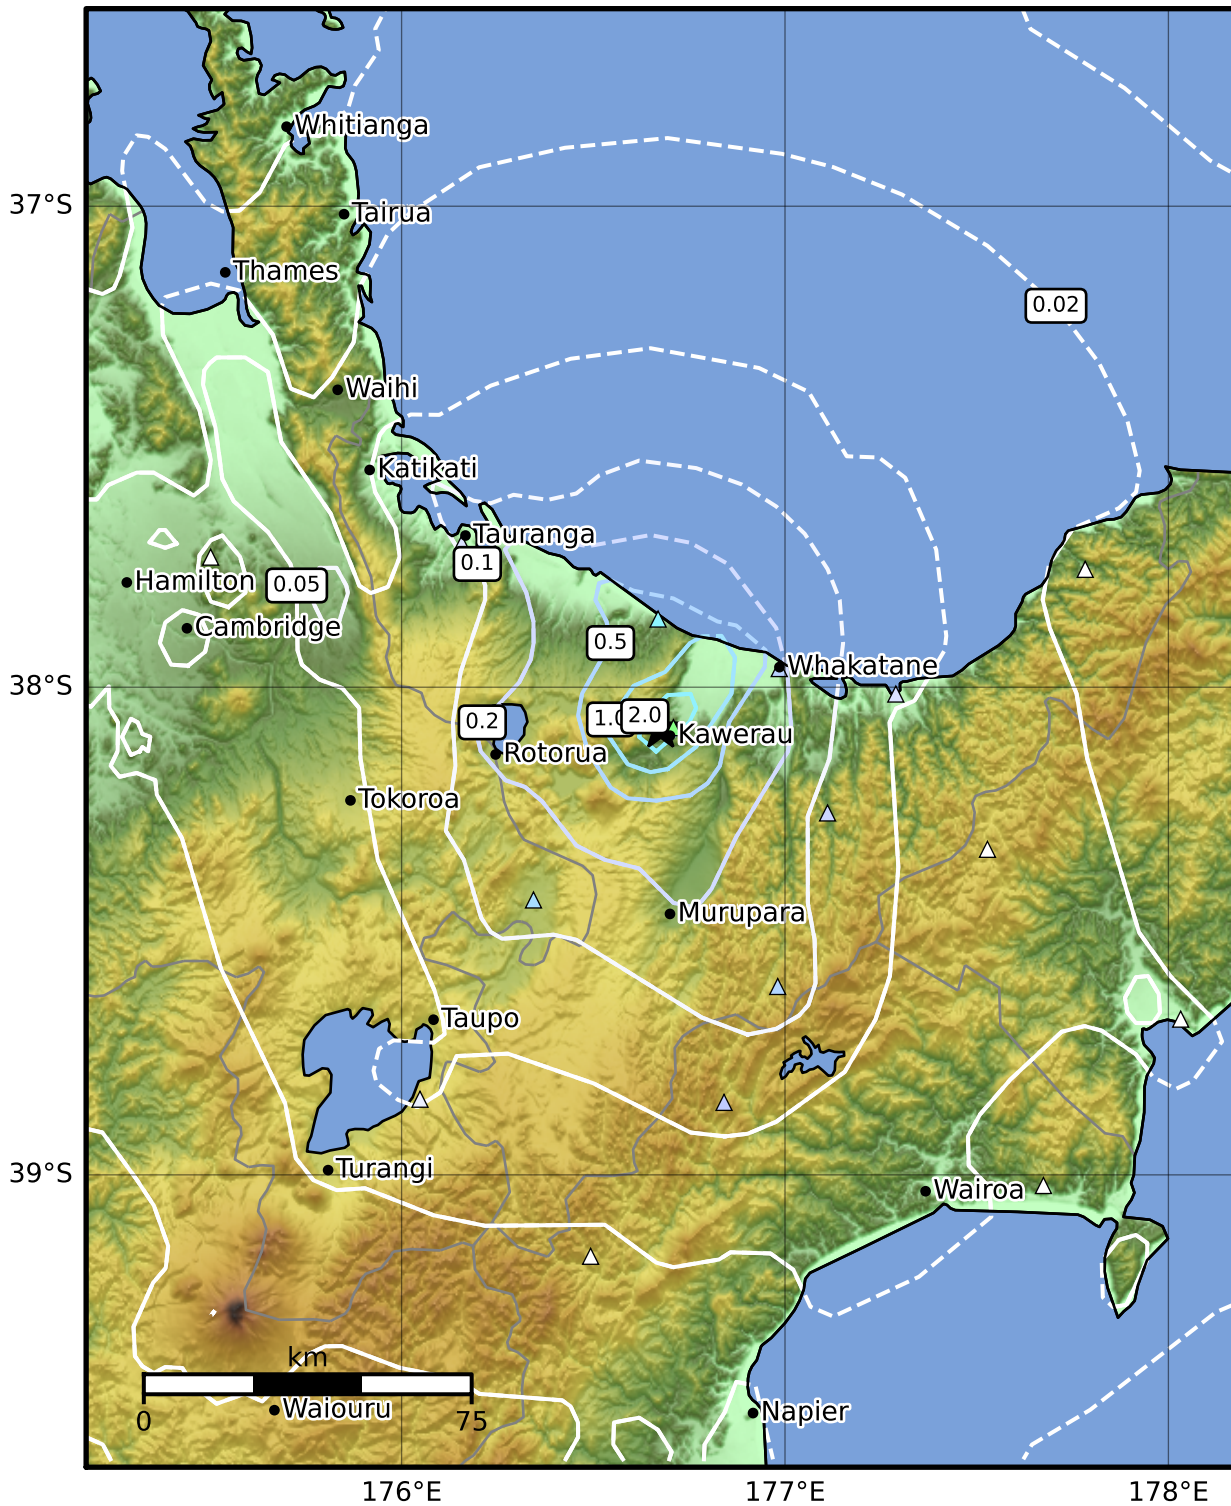 Whitianga
37°S
Tairua
Thames
0.02
Waihi
Katikati
Tauranga
0.1
Hamilton
0.05
Cambridge
0.5
Whakatane
38°S
0.2
1.0
2.0
Kawerau
Rotorua
Tokoroa
Murupara
Taupo
Turangi
39°S
Wairoa
km
0
75
Waiouru
Napier
176°E
177°E
178°E